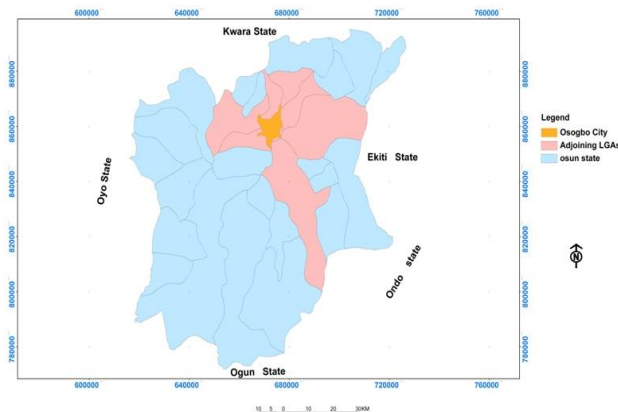 600000 640000 680000 720000 760000
Kwara State
880000 880000
Legend
Osogbo City
Adjoining LGAs
osun state
860000 860000
Ekiti State
Oyo State
840000 840000
820000 820000
Ondo state
N
800000 800000
780000 780000
Ogun State
600000 640000 680000 720000 760000
10 5 0 10 20 30KM